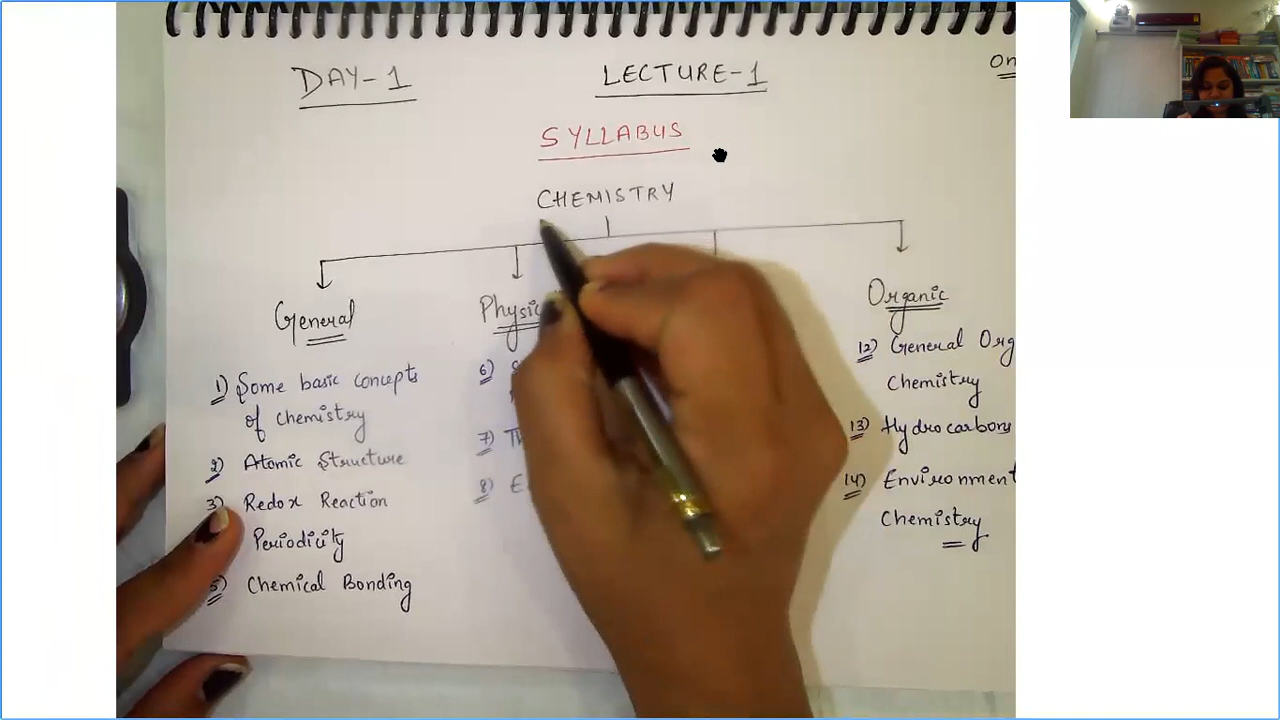 DAY-1
LECTURE-1
SYLLABUS
CHEMISTRY
General
1) Some basic concepts
of chemistry
2) Atomic Structure
3) Redox Reaction
Periodicity
5) Chemical Bonding
6)
7)
8)
Organic
12) General Org
Chemistry
13) Hydrocarbons
14) Environment
Chemistry